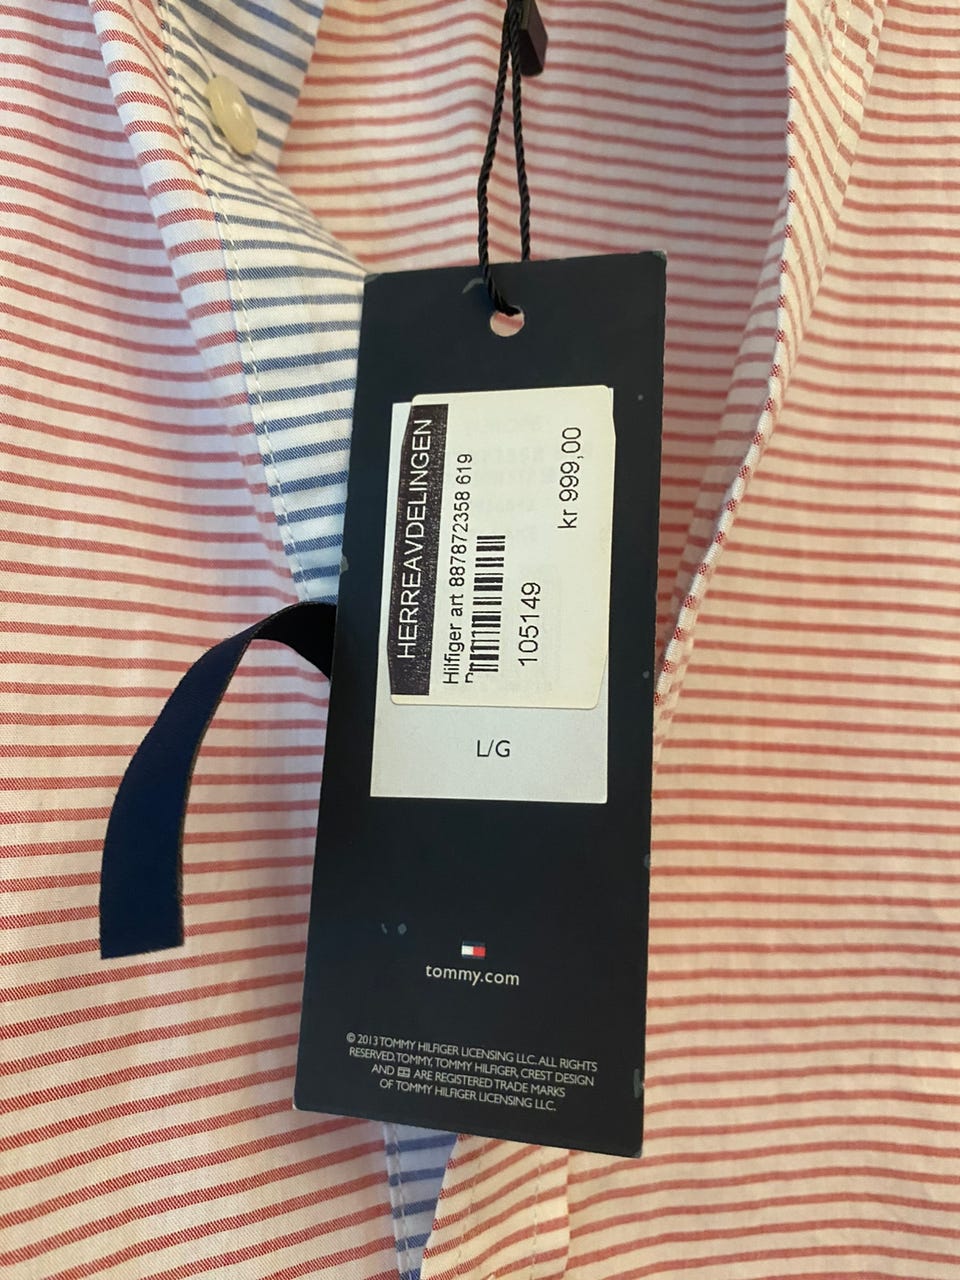 HERREAVDELINGEN
Hilfiger art 887872358 619
105149
kr 999,00
L/G
tommy.com
© 2013 TOMMY HILFIGER LICENSING LLC. ALL RIGHTS
RESERVED. TOMMY, TOMMY HILFIGER, CREST DESIGN
AND ARE REGISTERED TRADE MARKS
OF TOMMY HILFIGER LICENSING LLC.